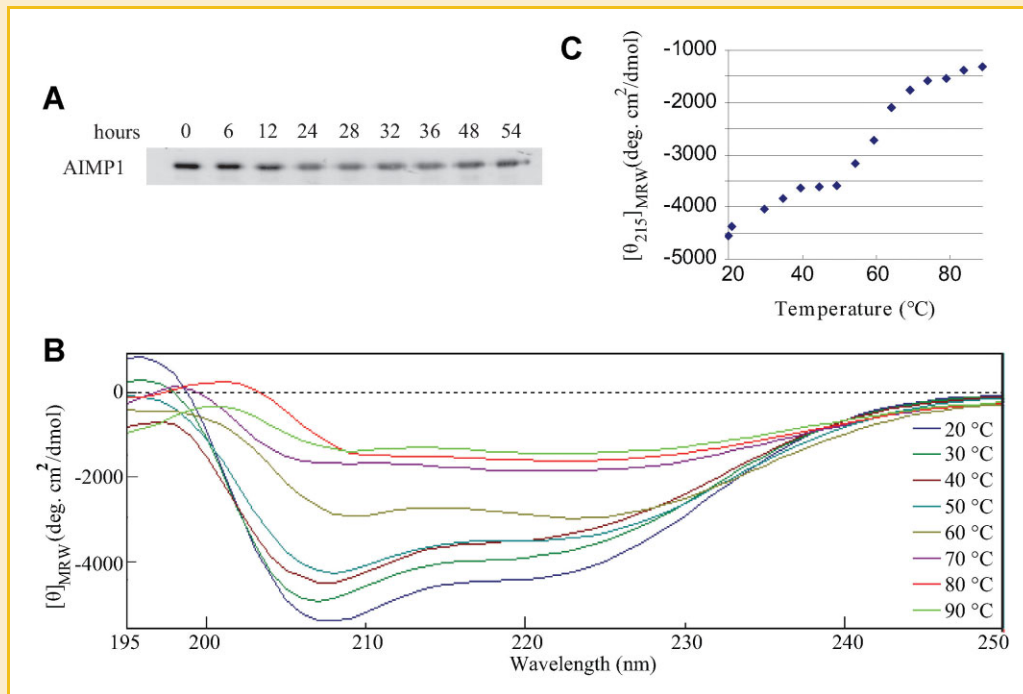 A
hours 0 6 12 24 28 32 36 48 54
AIMP1
C
[θ215]MRW(deg. cm2/dmol)
-1000
-2000
-3000
-4000
-5000
20 40 60 80
Temperature (°C)
B
[θ]MRW(deg. cm2/dmol)
0
-2000
-4000
195 200 210 220 230 240 250
Wavelength (nm)
20 °C
30 °C
40 °C
50 °C
60 °C
70 °C
80 °C
90 °C